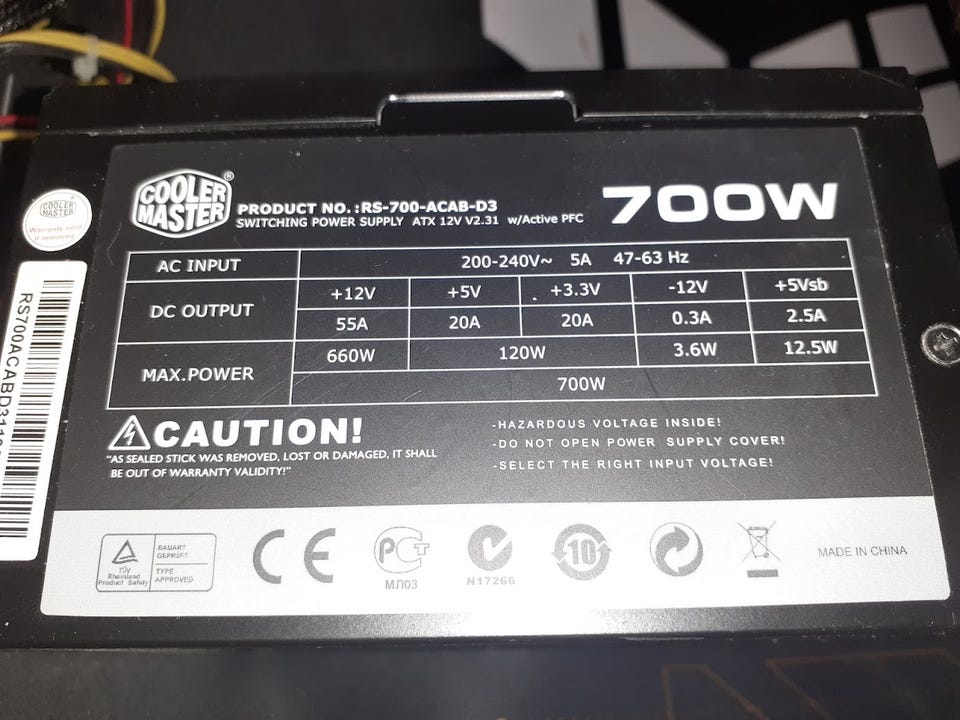 COOLER MASTER®
PRODUCT NO.:RS-700-ACAB-D3
SWITCHING POWER SUPPLY ATX 12V V2.31 w/Active PFC
700W
COOLER MASTER
Warranty void
if removed
AC INPUT 200-240V~ 5A 47-63 Hz
DC OUTPUT +12V +5V +3.3V -12V +5Vsb
55A 20A 20A 0.3A 2.5A
MAX.POWER 660W 120W 3.6W 12.5W
700W
CAUTION!
"AS SEALED STICK WAS REMOVED, LOST OR DAMAGED, IT SHALL
BE OUT OF WARRANTY VALIDITY!"
-HAZARDOUS VOLTAGE INSIDE!
-DO NOT OPEN POWER SUPPLY COVER!
-SELECT THE RIGHT INPUT VOLTAGE!
TÜV
Rheinland
Product Safety
BAUART
GEPRÜFT
TYPE
APPROVED
CE
МЛ03
N1726
10
MADE IN CHINA